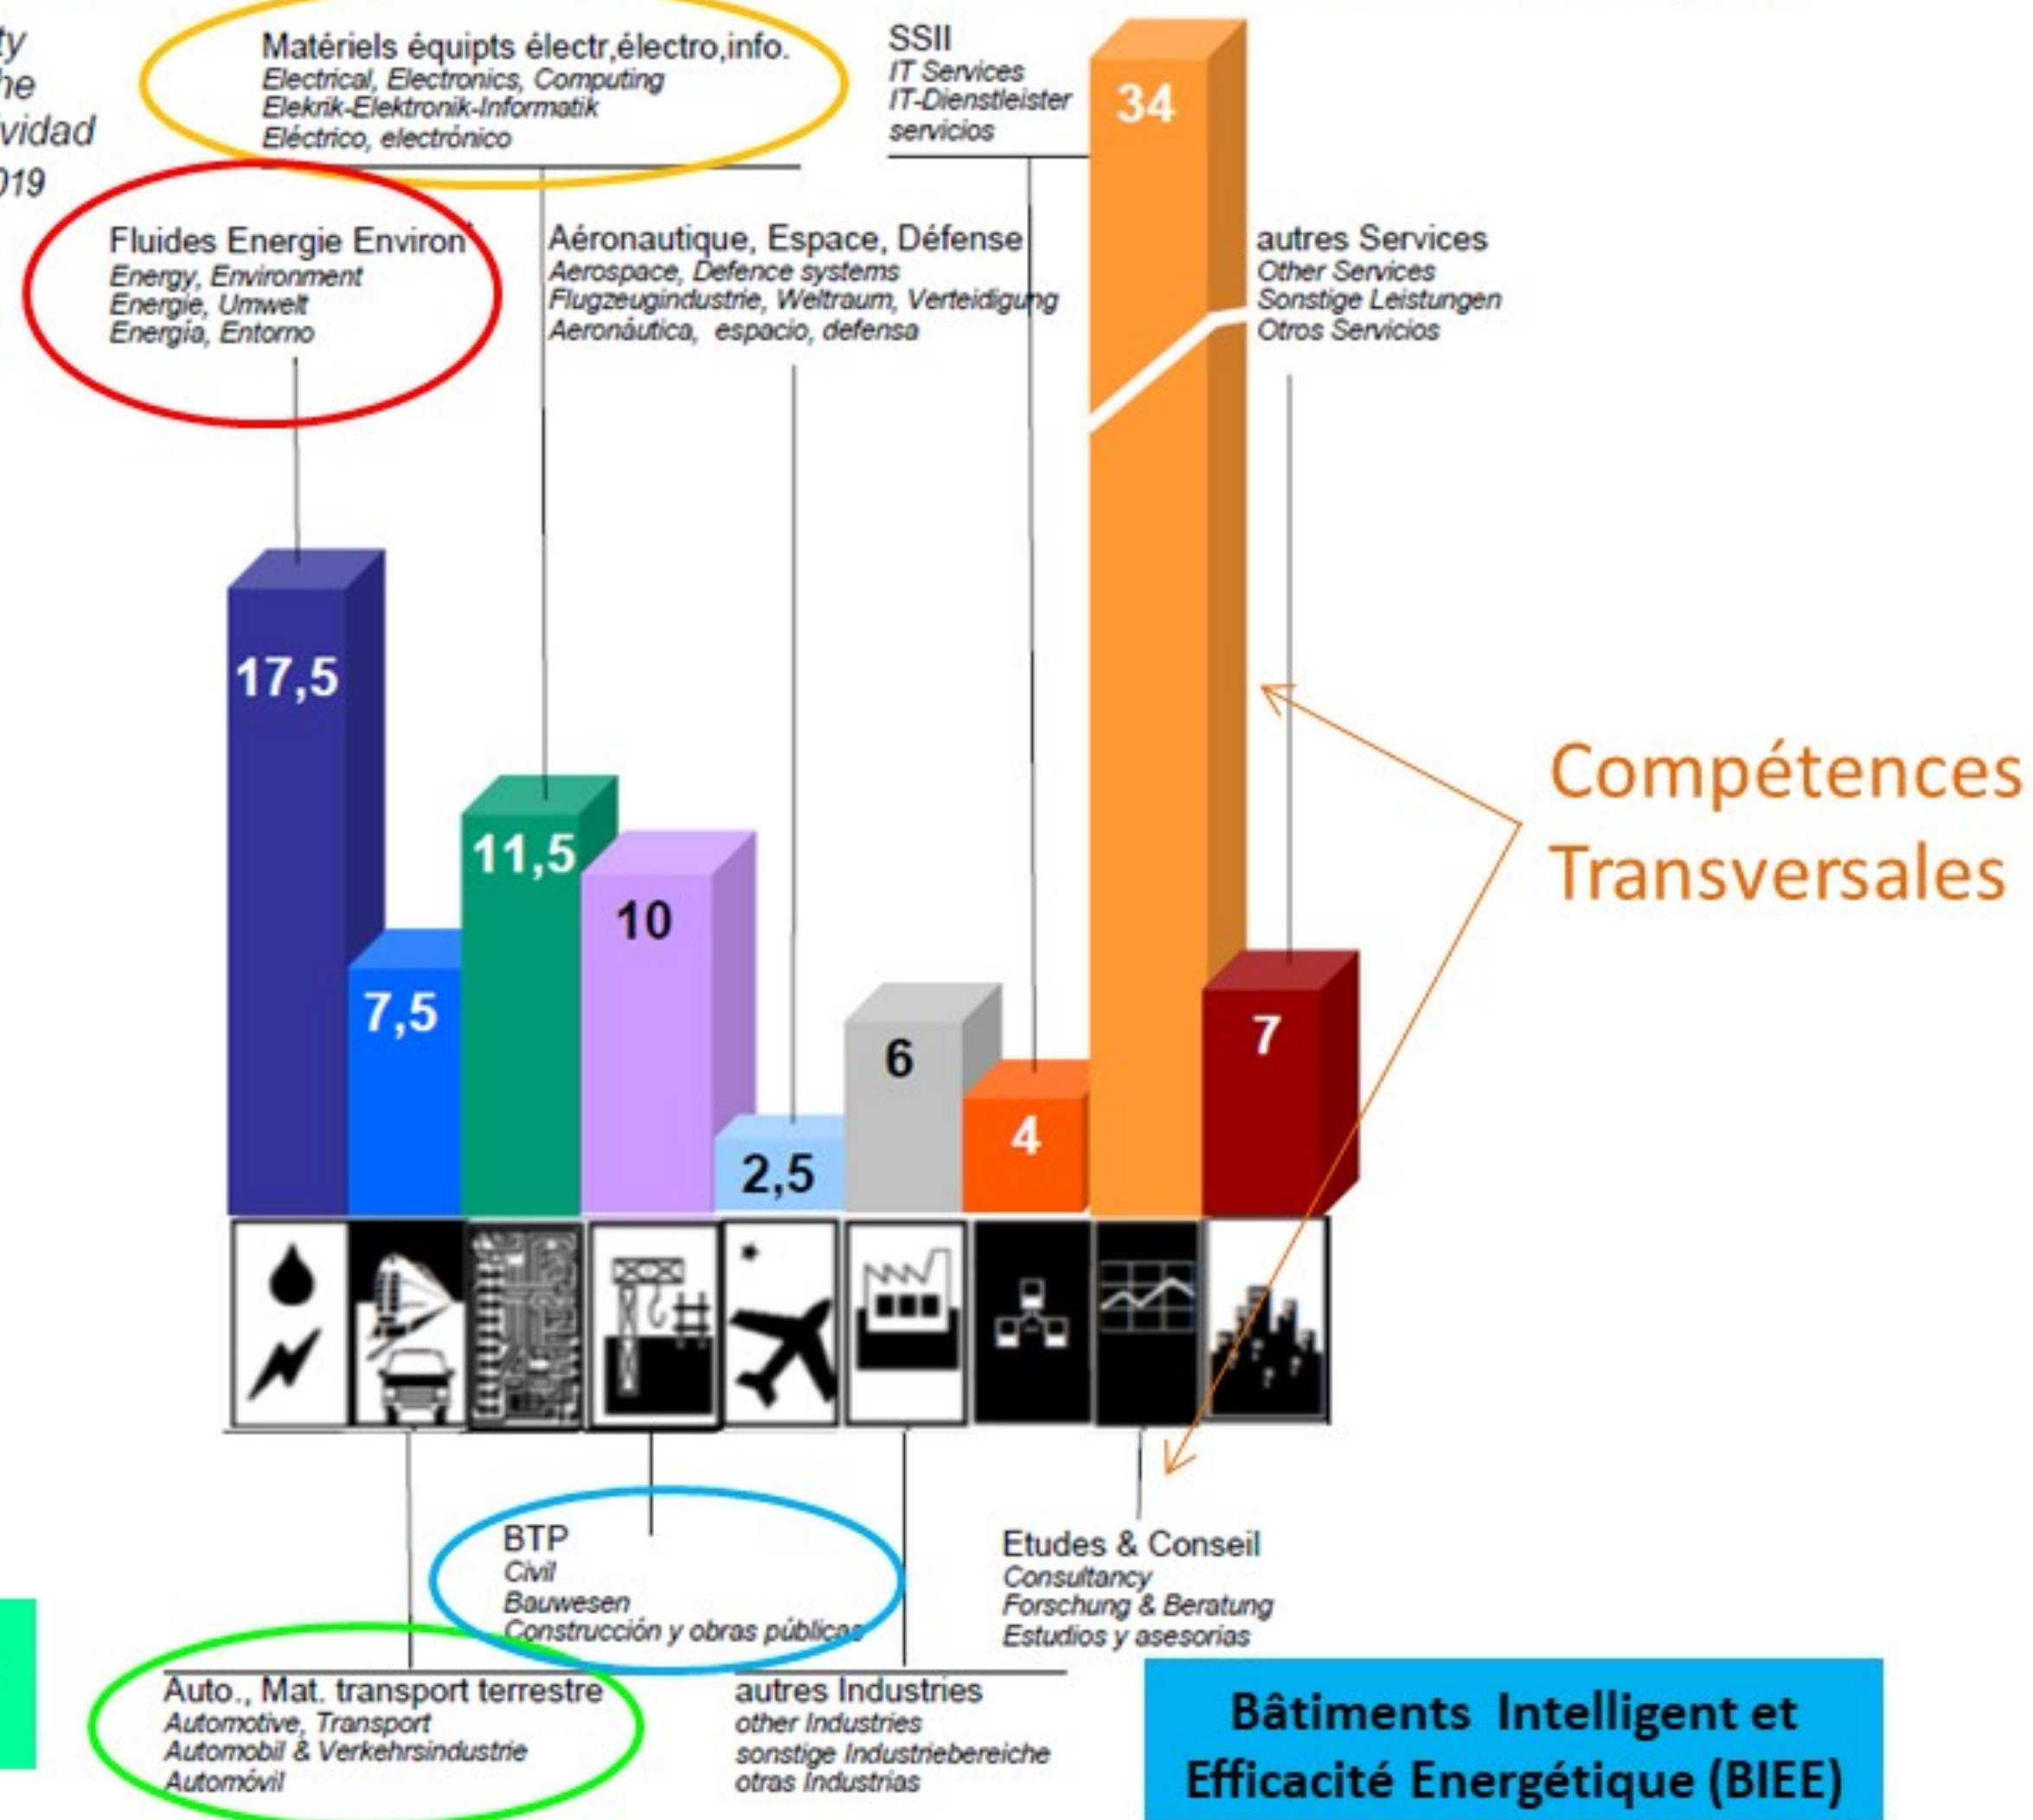 Matériels équipts électr,électro,info.
Electrical, Electronics, Computing
Elekrik-Elektronik-Informatik
Eléctrico, electrónico
SSII
IT Services
IT-Dienstleister
servicios
34
Fluides Energie Environ
Energy, Environment
Energie, Umwelt
Energía, Entorno
Aéronautique, Espace, Défense
Aerospace, Defence systems
Flugzeugindustrie, Weltraum, Verteidigung
Aeronáutica, espacio, defensa
autres Services
Other Services
Sonstige Leistungen
Otros Servicios
17,5
7,5
11,5
10
2,5
6
4
7
Compétences
Transversales
BTP
Civil
Bauwesen
Construcción y obras públicas
Etudes & Conseil
Consultancy
Forschung & Beratung
Estudios y asesorias
Auto., Mat. transport terrestre
Automotive, Transport
Automobil & Verkehrsindustrie
Automóvil
autres Industries
other Industries
sonstige Industriebereiche
otras Industrias
Bâtiments Intelligent et
Efficacité Energétique (BIEE)